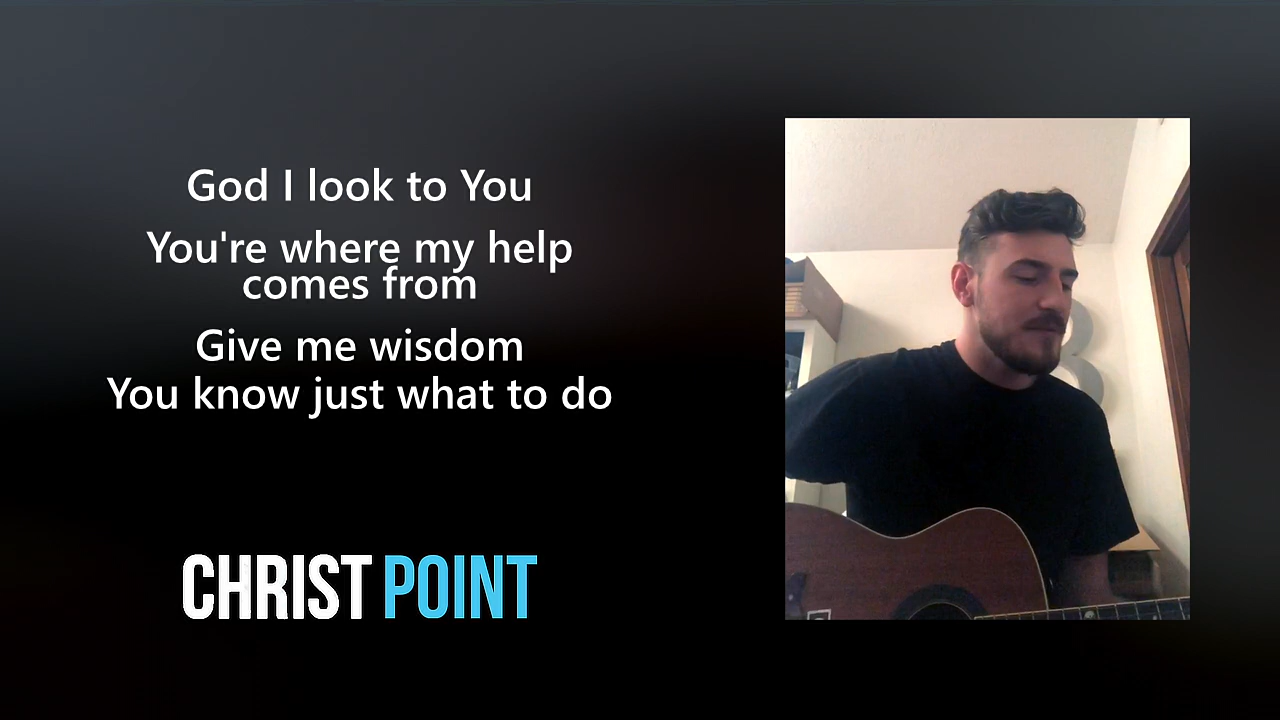 God I look to You
You're where my help
comes from
Give me wisdom
You know just what to do
CHRIST POINT